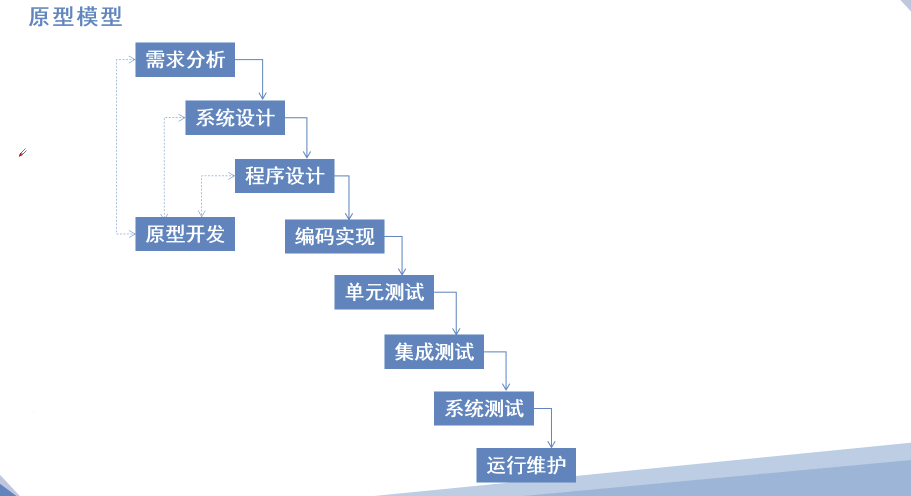 原型模型
需求分析
系统设计
程序设计
原型开发
编码实现
单元测试
集成测试
系统测试
运行维护